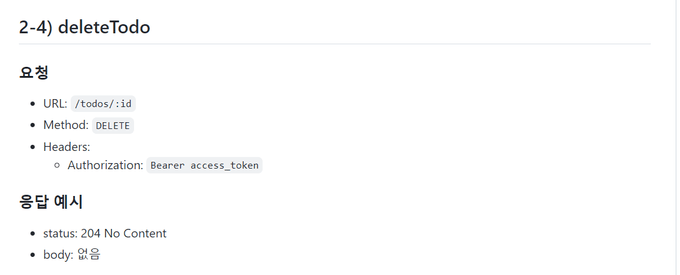 2-4) deleteTodo
요청
URL: /todos/:id
Method: DELETE
Headers:
Authorization: Bearer access_token
응답 예시
status: 204 No Content
body: 없음